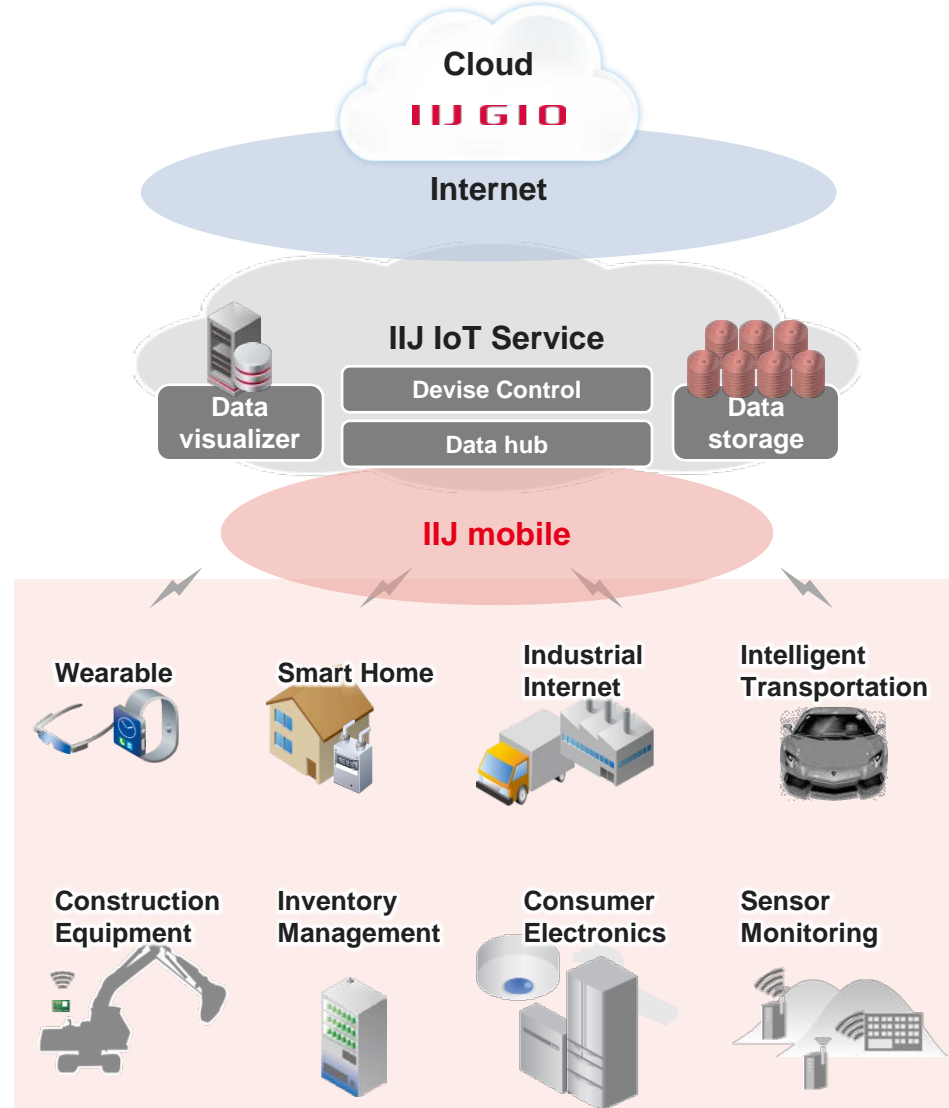 Cloud
IIJ GIO
Internet
IIJ IoT Service
Devise Control
Data
visualizer
Data hub
Data
storage
IIJ mobile
Wearable
Smart Home
Industrial
Internet
Intelligent
Transportation
Construction
Equipment
Inventory
Management
Consumer
Electronics
Sensor
Monitoring